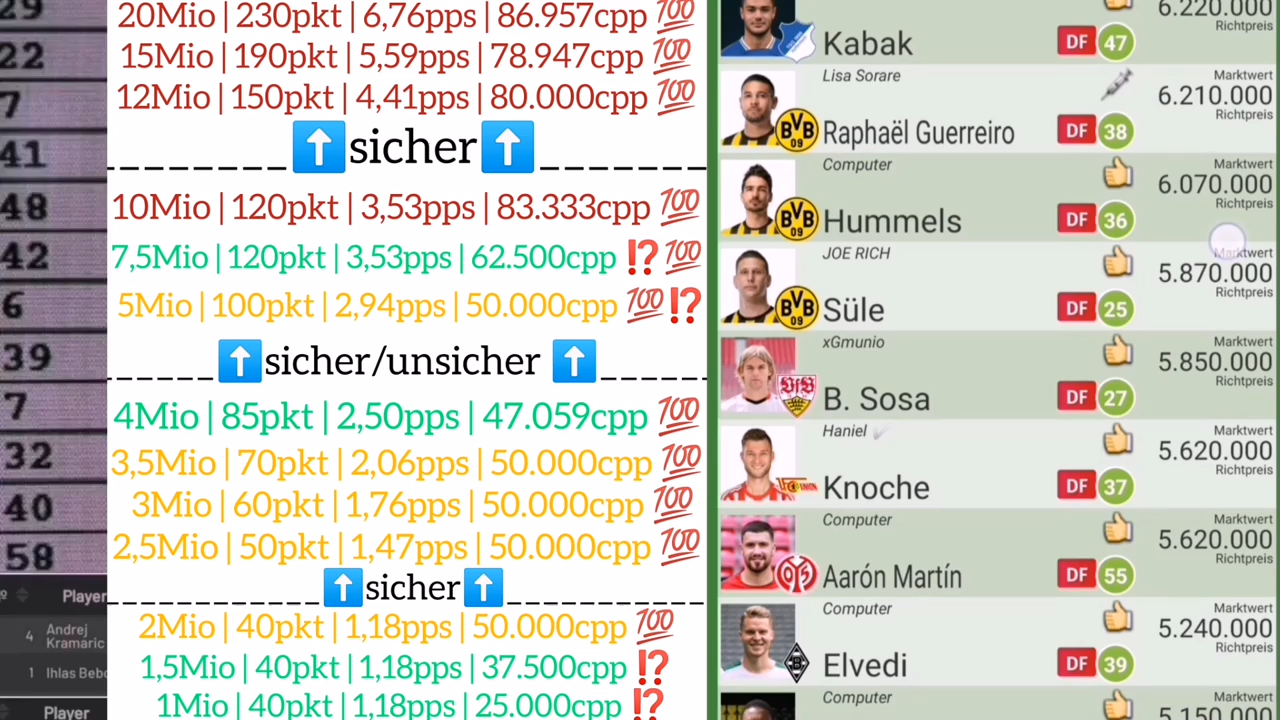 29
22
7
41
48
42
6
39
7
32
40
58
Player
4 Andrej
Kramaric
1 Ihlas Bebo
Player
20Mio | 230pkt | 6,76pps | 86.957cpp 💯
15Mio | 190pkt | 5,59pps | 78.947cpp 💯
12Mio | 150pkt | 4,41pps | 80.000cpp 💯
⬆️sicher⬆️
10Mio | 120pkt | 3,53pps | 83.333cpp 💯
7,5Mio | 120pkt | 3,53pps | 62.500cpp ⁉️💯
5Mio | 100pkt | 2,94pps | 50.000cpp 💯⁉️
⬆️sicher/unsicher ⬆️
4Mio | 85pkt | 2,50pps | 47.059cpp 💯
3,5Mio | 70pkt | 2,06pps | 50.000cpp 💯
3Mio | 60pkt | 1,76pps | 50.000cpp 💯
2,5Mio | 50pkt | 1,47pps | 50.000cpp 💯
⬆️sicher⬆️
2Mio | 40pkt | 1,18pps | 50.000cpp 💯
1,5Mio | 40pkt | 1,18pps | 37.500cpp ⁉️
1Mio | 40pkt | 1,18pps | 25.000cpp ⁉️
6.220.000
Richtpreis
Kabak DF 47
Lisa Sorare Marktwert
6.210.000
Richtpreis
BVB 09 Raphaël Guerreiro DF 38
Computer Marktwert
6.070.000
Richtpreis
BVB 09 Hummels DF 36
JOE RICH Marktwert
5.870.000
Richtpreis
BVB 09 Süle DF 25
xGmunio Marktwert
5.850.000
Richtpreis
B. Sosa DF 27
Haniel Marktwert
5.620.000
Richtpreis
Knoche DF 37
Computer Marktwert
5.620.000
Richtpreis
Aarón Martín DF 55
Computer Marktwert
5.240.000
Richtpreis
Elvedi DF 39
Computer Marktwert
5.150.000